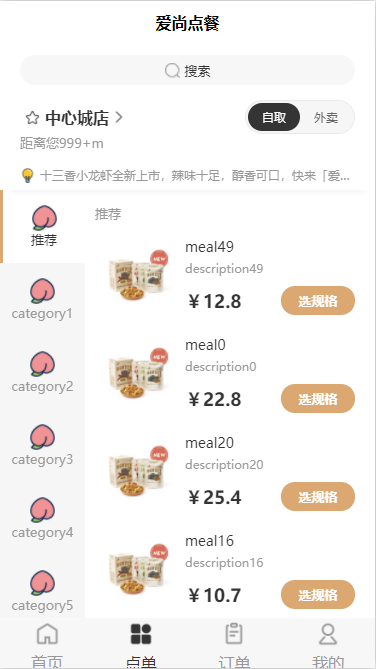 爱尚点餐
搜索
中心城店
自取
外卖
距离您999+m
十三香小龙虾全新上市，辣味十足，醇香可口，快来「爱...
推荐
推荐
NEW
meal49
description49
¥12.8
选规格
category1
meal0
NEW
description0
¥22.8
选规格
category2
category3
meal20
NEW
description20
¥25.4
选规格
category4
meal16
NEW
description16
¥10.7
选规格
category5
首页
点单
订单
我的